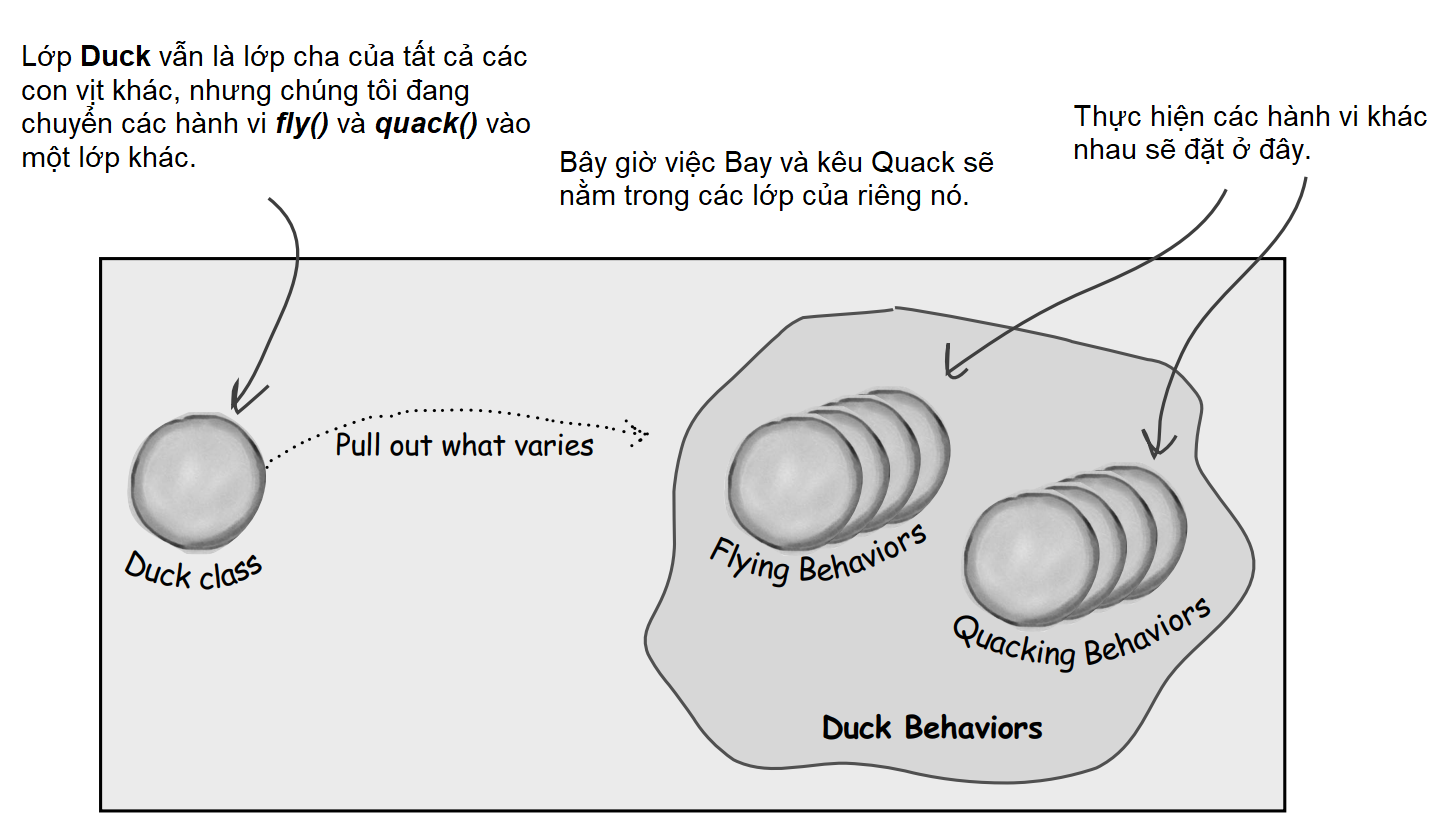 Lớp Duck vẫn là lớp cha của tất cả các
con vịt khác, nhưng chúng tôi đang
chuyển các hành vi fly() và quack() vào
một lớp khác.
Bây giờ việc Bay và kêu Quack sẽ
nằm trong các lớp của riêng nó.
Thực hiện các hành vi khác
nhau sẽ đặt ở đây.
Pull out what varies
Duck class
Flying Behaviors
Quacking Behaviors
Duck Behaviors